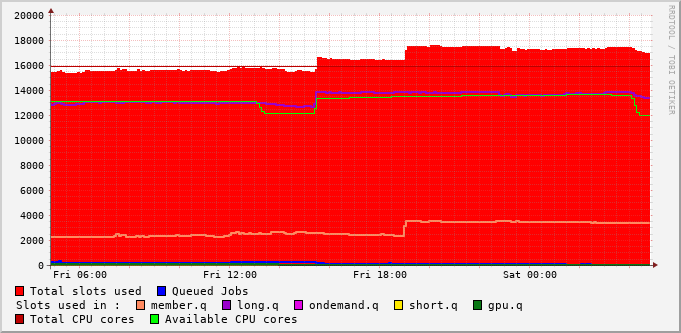 20000
18000
16000
14000
12000
10000
8000
6000
4000
2000
0
Fri 06:00 Fri 12:00 Fri 18:00 Sat 00:00
RRDTOOL / TOBI OETIKER
Total slots used Queued Jobs
Slots used in : member.q long.q ondemand.q short.q gpu.q
Total CPU cores Available CPU cores